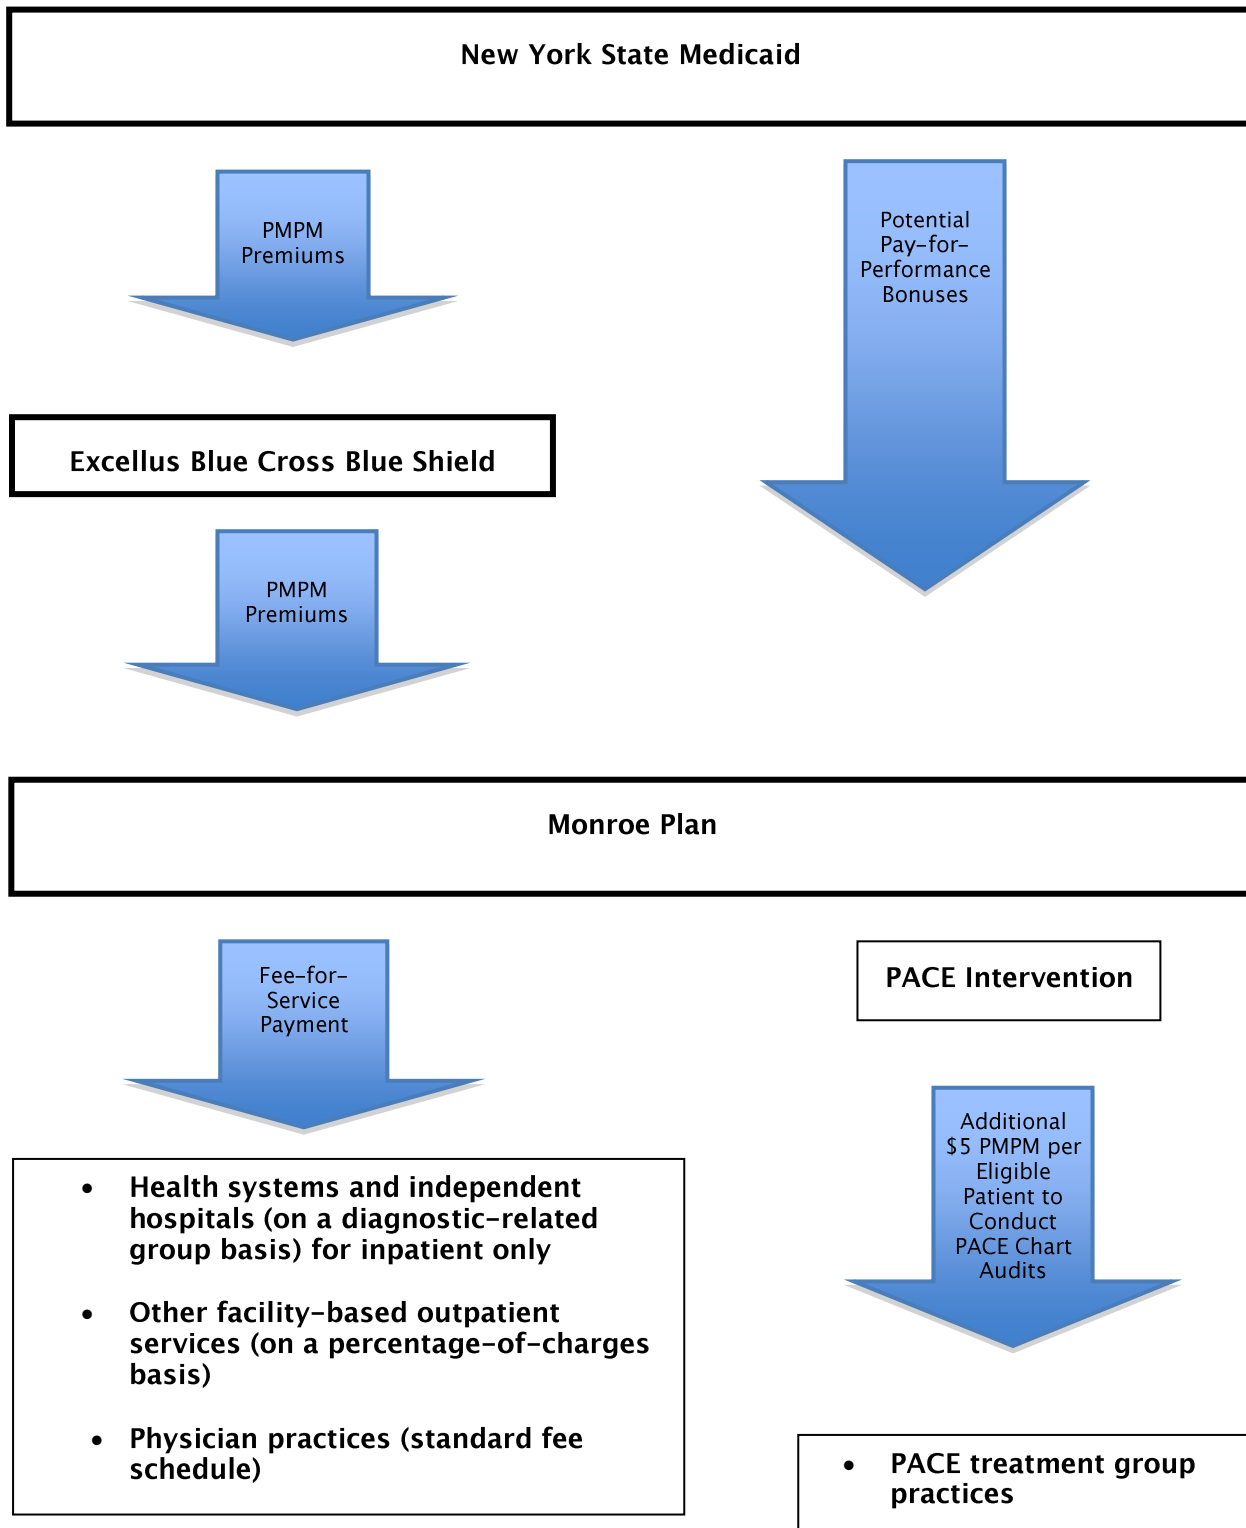 New York State Medicaid
PMPM
Premiums
Potential
Pay-for-
Performance
Bonuses
Excellus Blue Cross Blue Shield
PMPM
Premiums
Monroe Plan
Fee-for-
Service
Payment
PACE Intervention
Additional
$5 PMPM per
Eligible
Patient to
Conduct
PACE Chart
Audits
• Health systems and independent
hospitals (on a diagnostic-related
group basis) for inpatient only
• Other facility-based outpatient
services (on a percentage-of-charges
basis)
• Physician practices (standard fee
schedule)
• PACE treatment group
practices